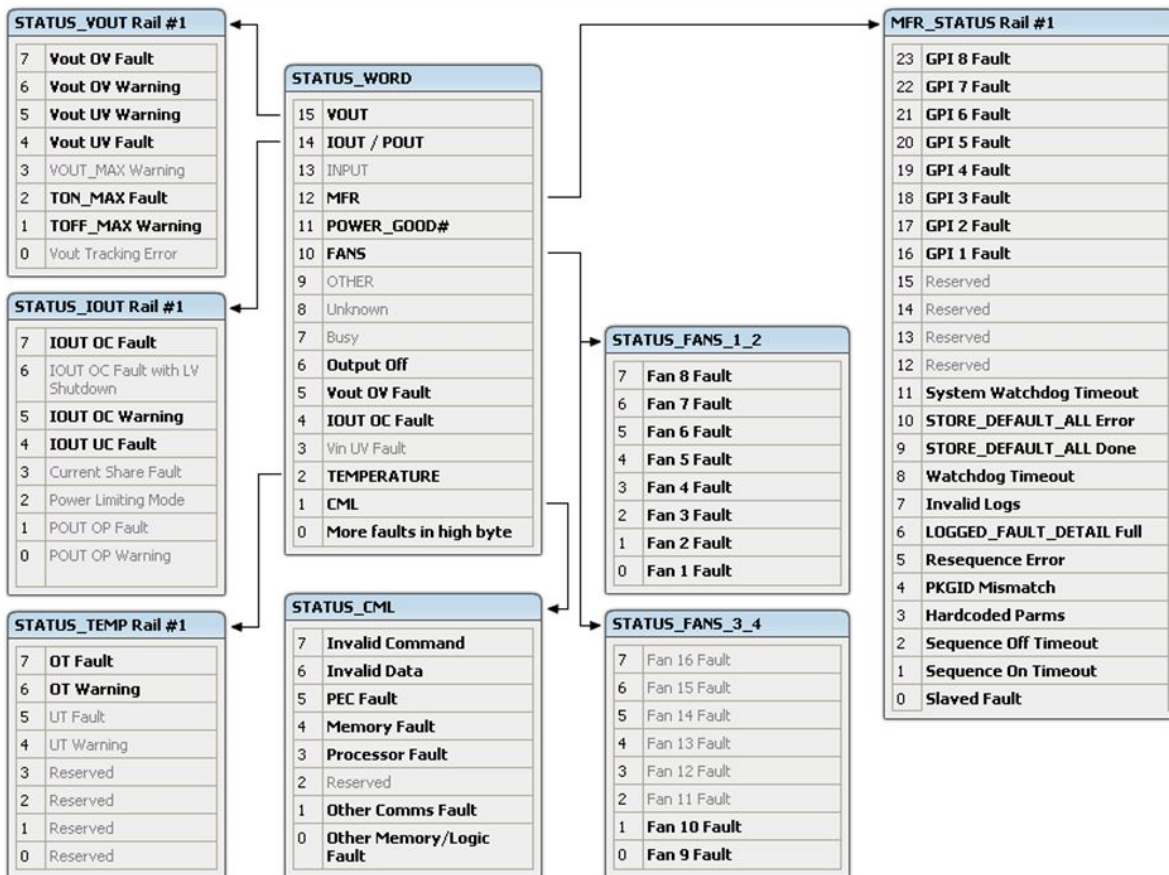 STATUS_VOUT Rail #1
7 Vout OV Fault
6 Vout OV Warning
5 Vout UV Warning
4 Vout UV Fault
3 VOUT_MAX Warning
2 TON_MAX Fault
1 TOFF_MAX Warning
0 Vout Tracking Error
STATUS_IOUT Rail #1
7 IOUT OC Fault
6 IOUT OC Fault with LV
Shutdown
5 IOUT OC Warning
4 IOUT UC Fault
3 Current Share Fault
2 Power Limiting Mode
1 POUT OP Fault
0 POUT OP Warning
STATUS_TEMP Rail #1
7 OT Fault
6 OT Warning
5 UT Fault
4 UT Warning
3 Reserved
2 Reserved
1 Reserved
0 Reserved
STATUS_WORD
15 VOUT
14 IOUT / POUT
13 INPUT
12 MFR
11 POWER_GOOD#
10 FANS
9 OTHER
8 Unknown
7 Busy
6 Output Off
5 Vout OV Fault
4 IOUT OC Fault
3 Vin UV Fault
2 TEMPERATURE
1 CML
0 More faults in high byte
STATUS_CML
7 Invalid Command
6 Invalid Data
5 PEC Fault
4 Memory Fault
3 Processor Fault
2 Reserved
1 Other Comms Fault
0 Other Memory/Logic
Fault
STATUS_FANS_1_2
7 Fan 8 Fault
6 Fan 7 Fault
5 Fan 6 Fault
4 Fan 5 Fault
3 Fan 4 Fault
2 Fan 3 Fault
1 Fan 2 Fault
0 Fan 1 Fault
STATUS_FANS_3_4
7 Fan 16 Fault
6 Fan 15 Fault
5 Fan 14 Fault
4 Fan 13 Fault
3 Fan 12 Fault
2 Fan 11 Fault
1 Fan 10 Fault
0 Fan 9 Fault
MFR_STATUS Rail #1
23 GPI 8 Fault
22 GPI 7 Fault
21 GPI 6 Fault
20 GPI 5 Fault
19 GPI 4 Fault
18 GPI 3 Fault
17 GPI 2 Fault
16 GPI 1 Fault
15 Reserved
14 Reserved
13 Reserved
12 Reserved
11 System Watchdog Timeout
10 STORE_DEFAULT_ALL Error
9 STORE_DEFAULT_ALL Done
8 Watchdog Timeout
7 Invalid Logs
6 LOGGED_FAULT_DETAIL Full
5 Resequence Error
4 PKGID Mismatch
3 Hardcoded Parms
2 Sequence Off Timeout
1 Sequence On Timeout
0 Slaved Fault